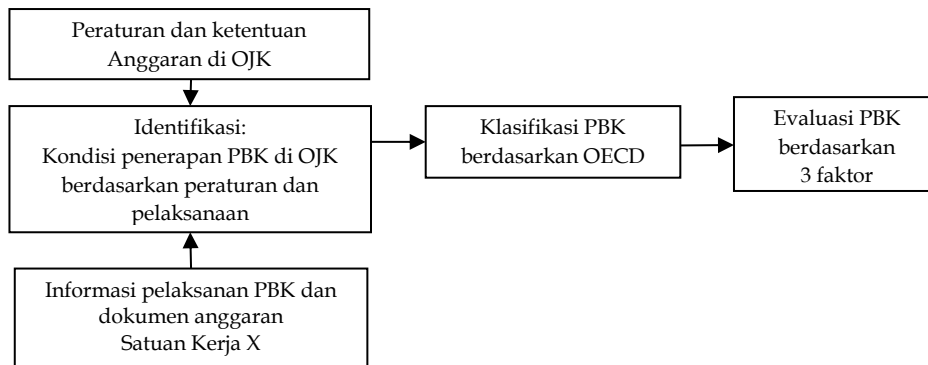 Peraturan dan ketentuan
Anggaran di OJK
Identifikasi:
Kondisi penerapan PBK di OJK
berdasarkan peraturan dan
pelaksanaan
Klasifikasi PBK
berdasarkan OECD
Evaluasi PBK
berdasarkan
3 faktor
Informasi pelaksanan PBK dan
dokumen anggaran
Satuan Kerja X